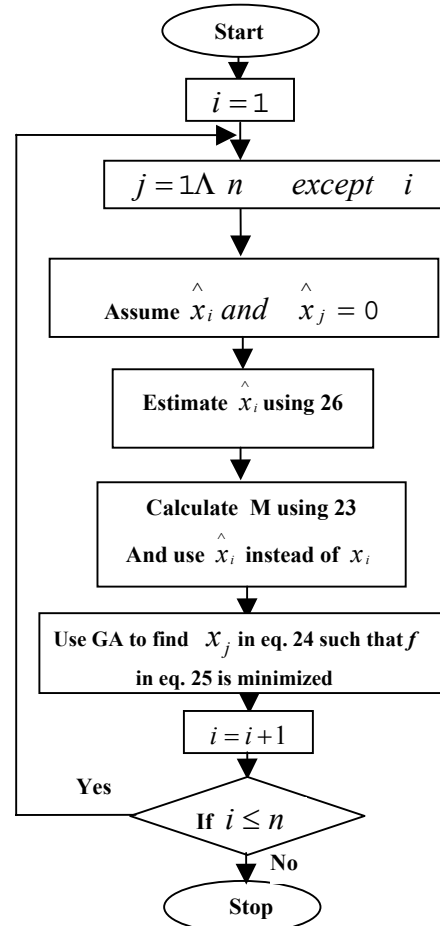 Start
i = 1
j = 1Λ n except i
Assume x̂ᵢ and x̂ⱼ = 0
Estimate x̂ᵢ using 26
Calculate M using 23
And use x̂ᵢ instead of xᵢ
Use GA to find xⱼ in eq. 24 such that f
in eq. 25 is minimized
i = i + 1
Yes
If i ≤ n
No
Stop